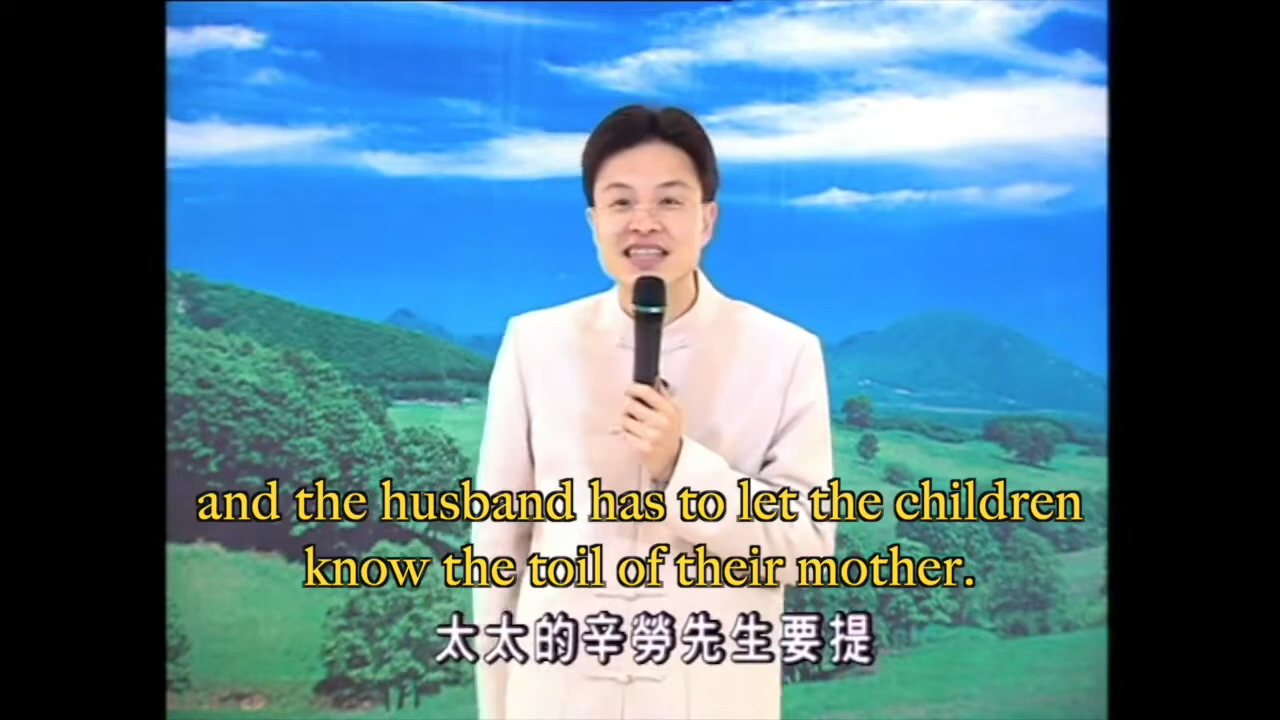 and the husband has to let the children
know the toil of their mother.
太太的辛勞先生要提